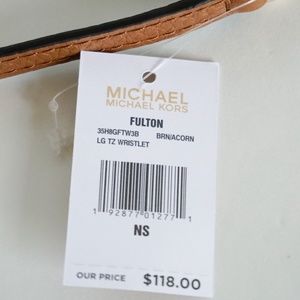 MICHAEL
MICHAEL KORS
FULTON
35H8GFTW3B BRN/ACORN
LG TZ WRISTLET
1 92877 01277 1
NS
OUR PRICE $118.00